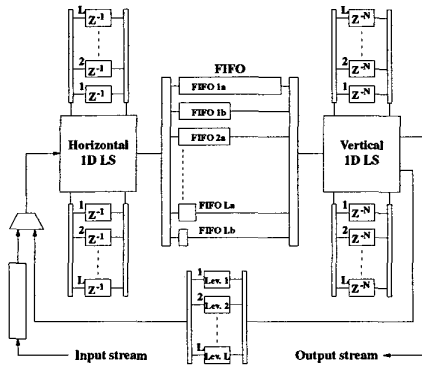 L Z-1
2 Z-1
1 Z-1
Horizontal
1D LS
1 Z-1
2 Z-1
L Z-1
FIFO
FIFO 1a
FIFO 1b
FIFO 2a
FIFO La
FIFO Lb
L Z-N
2 Z-N
1 Z-N
Vertical
1D LS
1 Z-N
2 Z-N
L Z-N
1 Lev. 1
2 Lev. 2
L Lev. L
Input stream
Output stream